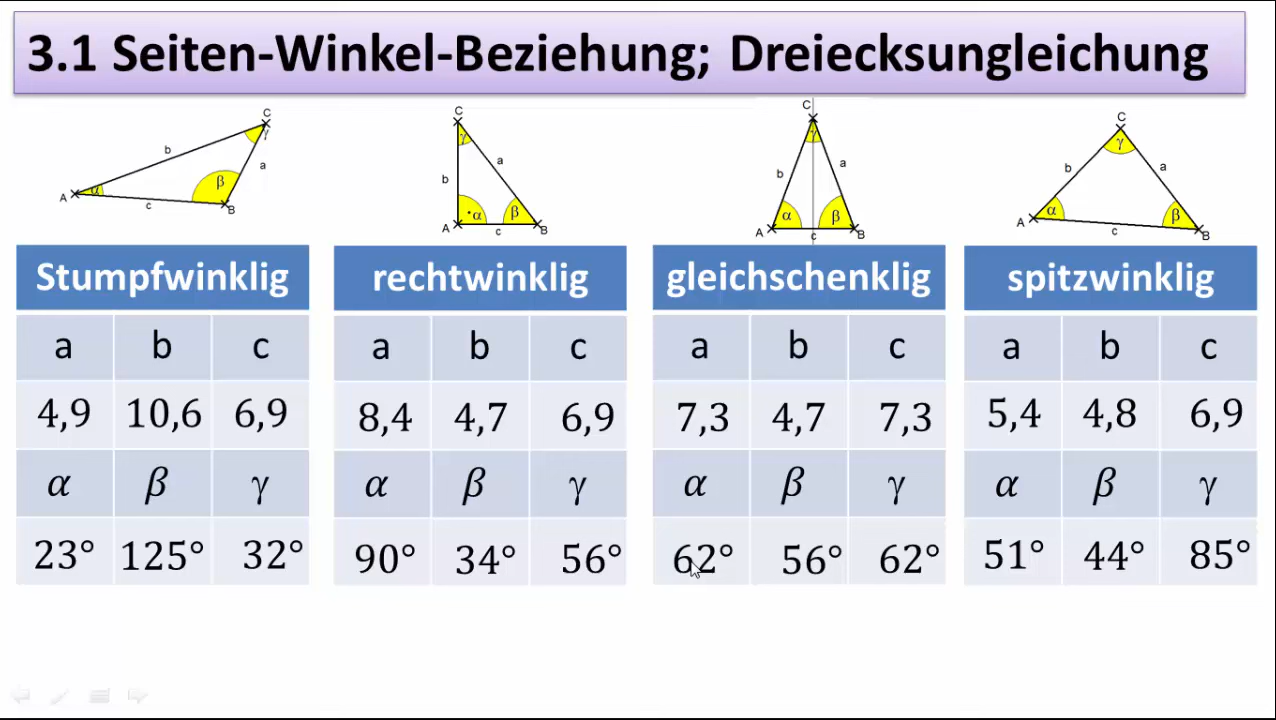 3.1 Seiten-Winkel-Beziehung; Dreiecksungleichung
C
γ
b
a
α
β
A
c
B
C
γ
a
b
α
β
A
c
B
C
γ
a
b
α
β
A
c
B
C
γ
b
a
α
β
A
c
B
Stumpfwinklig
a b c
4,9 10,6 6,9
α β γ
23° 125° 32°
rechtwinklig
a b c
8,4 4,7 6,9
α β γ
90° 34° 56°
gleichschenklig
a b c
7,3 4,7 7,3
α β γ
62° 56° 62°
spitzwinklig
a b c
5,4 4,8 6,9
α β γ
51° 44° 85°